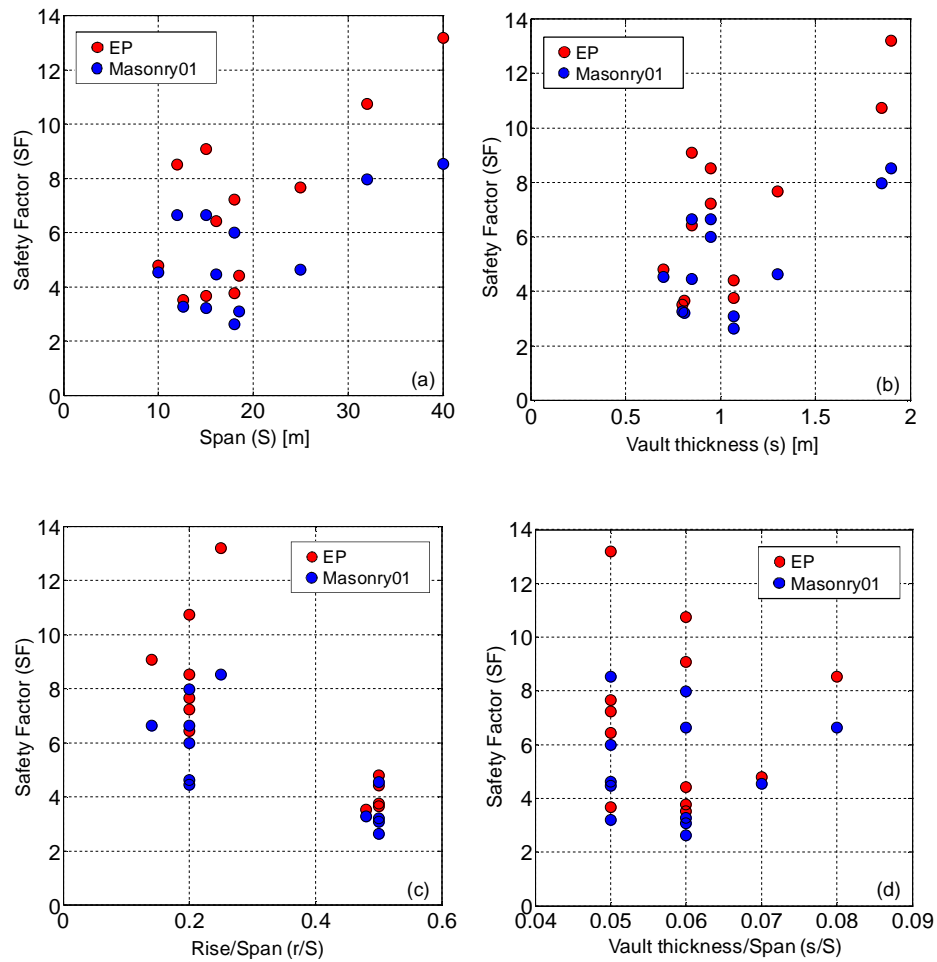 14
12
10
8
6
4
2
0
Safety Factor (SF)
EP
Masonry01
(a)
0 10 20 30 40
Span (S) [m]
14
12
10
8
6
4
2
0
Safety Factor (SF)
EP
Masonry01
(b)
0 0.5 1 1.5 2
Vault thickness (s) [m]
14
12
10
8
6
4
2
0
Safety Factor (SF)
EP
Masonry01
(c)
0 0.2 0.4 0.6
Rise/Span (r/S)
14
12
10
8
6
4
2
0
Safety Factor (SF)
EP
Masonry01
(d)
0.04 0.05 0.06 0.07 0.08 0.09
Vault thickness/Span (s/S)